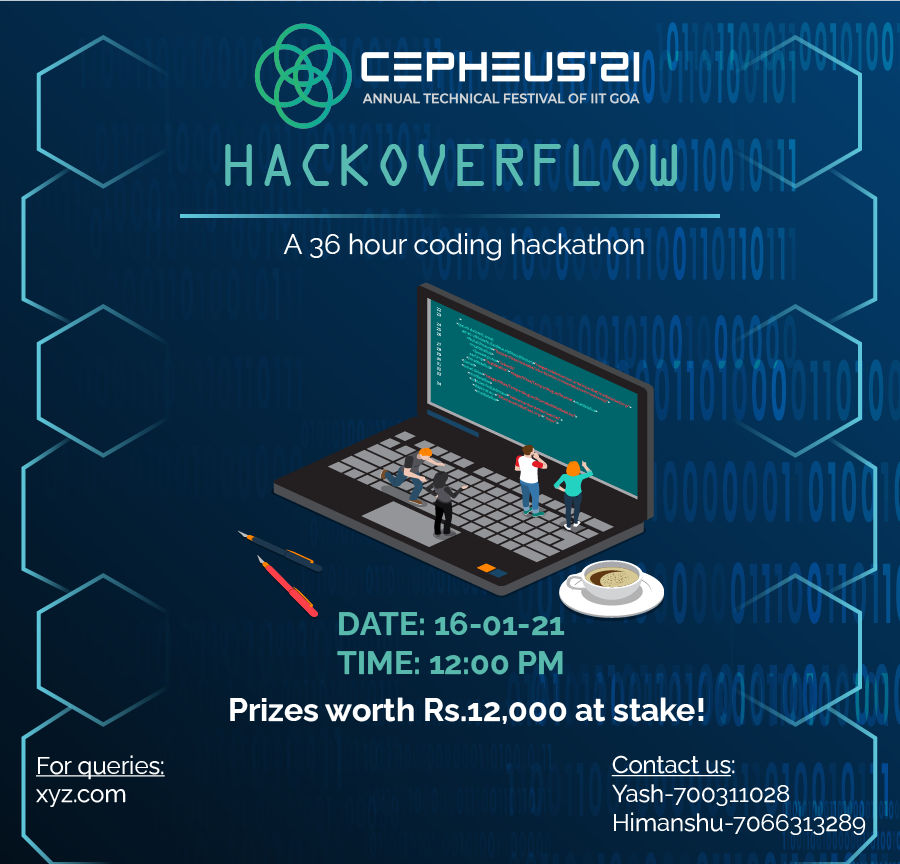 CEPHEUS'21
ANNUAL TECHNICAL FESTIVAL OF IIT GOA
HACKOVERFLOW
A 36 hour coding hackathon
DATE: 16-01-21
TIME: 12:00 PM
Prizes worth Rs.12,000 at stake!
For queries:
xyz.com
Contact us:
Yash-700311028
Himanshu-7066313289